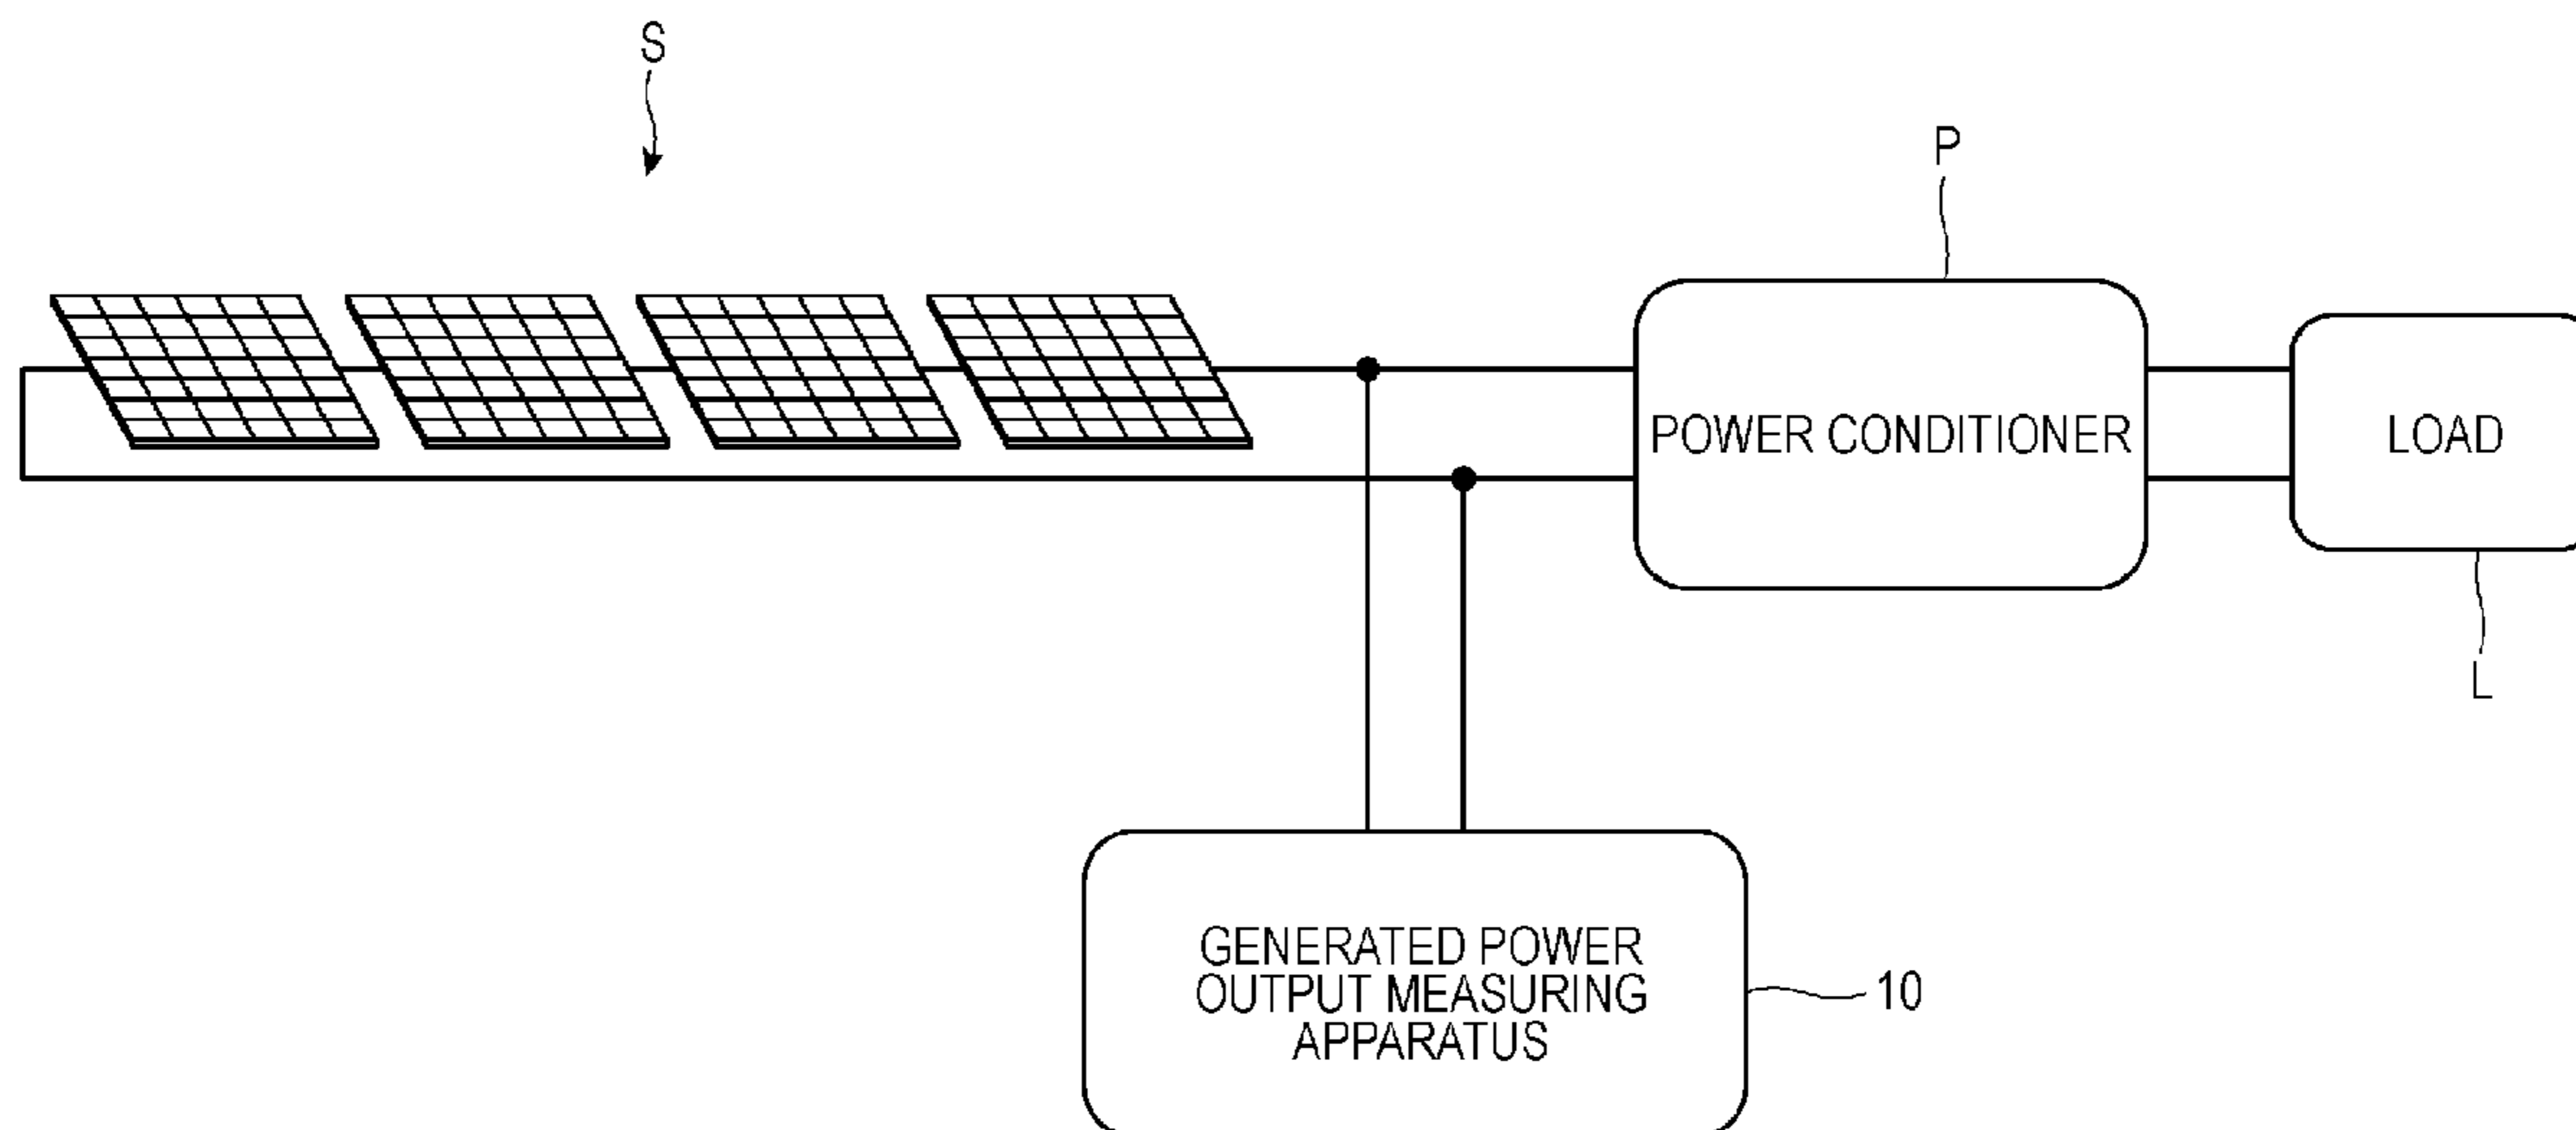 S
P
POWER CONDITIONER
LOAD
L
GENERATED POWER
OUTPUT MEASURING
APPARATUS
10